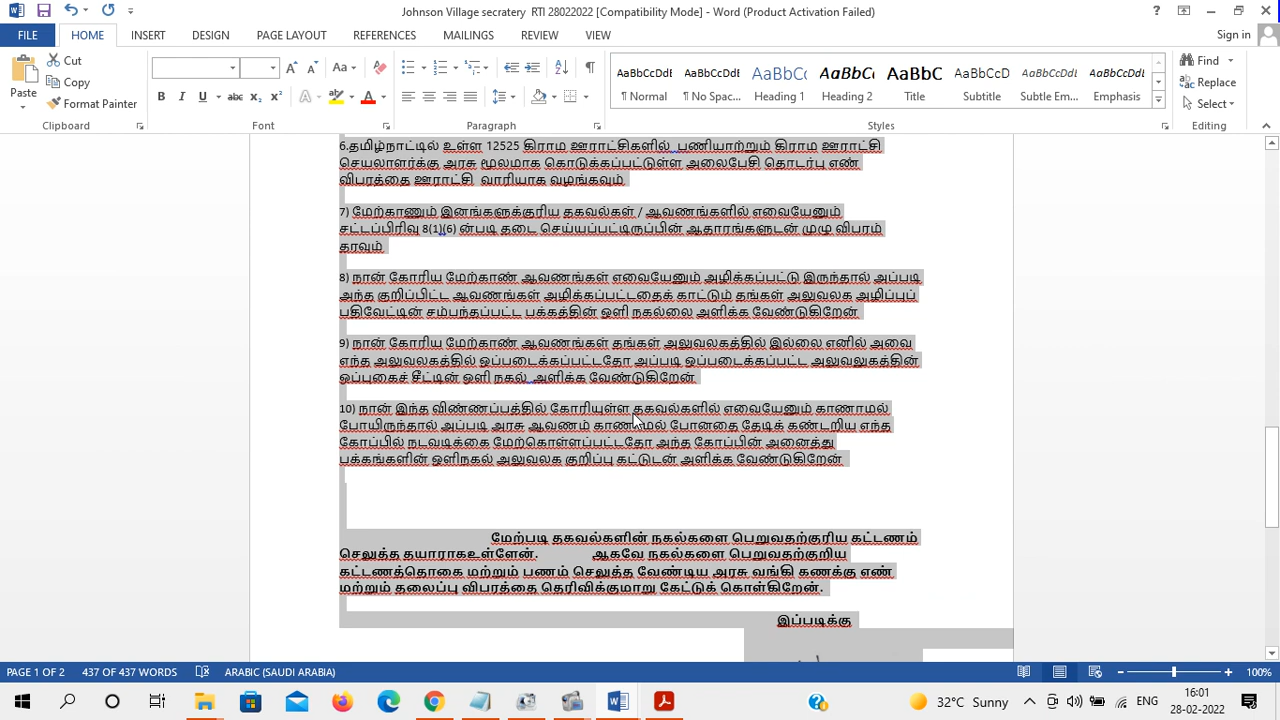 Johnson Village secratery  RTI 28022022 [Compatibility Mode] - Word (Product Activation Failed)
FILE HOME INSERT DESIGN PAGE LAYOUT REFERENCES MAILINGS REVIEW VIEW Sign in
Cut
Copy
Format Painter
Paste
Clipboard
Font
Paragraph
AaBbCcDdI AaBbCcDdI AaBbCc AaBbCc AaBbC AaBbCcD AaBbCcDd AaBbCcDd
¶ Normal ¶ No Spac... Heading 1 Heading 2 Title Subtitle Subtle Em... Emphasis
Styles
Find
Replace
Select
Editing
6.தமிழ்நாட்டில் உள்ள 12525 கிராம ஊராட்சிகளில் பணியாற்றும் கிராம ஊராட்சி
செயலாளர்க்கு அரசு மூலமாக கொடுக்கப்பட்டுள்ள அலைபேசி தொடர்பு எண்
விபரத்தை ஊராட்சி வாரியாக வழங்கவும்
7) மேற்காணும் இனங்களுக்குரிய தகவல்கள் / ஆவணங்களில் எவையேனும்
சட்டப்பிரிவு 8(1)(6) ன்படி தடை செய்யப்பட்டிருப்பின் ஆதாரங்களுடன் முழு விபரம்
தரவும்
8) நான் கோரிய மேற்காண் ஆவணங்கள் எவையேனும் அழிக்கப்பட்டு இருந்தால் அப்படி
அந்த குறிப்பிட்ட ஆவணங்கள் அழிக்கப்பட்டதைக் காட்டும் தங்கள் அலுவலக அழிப்புப்
பதிவேட்டின் சம்பந்தப்பட்ட பக்கத்தின் ஒளி நகல்லை அளிக்க வேண்டுகிறேன்
9) நான் கோரிய மேற்காண் ஆவணங்கள் தங்கள் அலுவலகத்தில் இல்லை எனில் அவை
எந்த அலுவலகத்தில் ஒப்படைக்கப்பட்டதோ அப்படி ஒப்படைக்கப்பட்ட அலுவலுகத்தின்
ஒப்புகைச் சீட்டின் ஒளி நகல் அளிக்க வேண்டுகிறேன்
10) நான் இந்த விண்ணப்பத்தில் கோரியுள்ள தகவல்களில் எவையேனும் காணாமல்
போயிருந்தால் அப்படி அரசு ஆவணம் காணாமல் போனதை தேடிக் கண்டறிய எந்த
கோப்பில் நடவடிக்கை மேற்கொள்ளப்பட்டதோ அந்த கோப்பின் அனைத்து
பக்கங்களின் ஒளிநகல் அலுவலக குறிப்பு கட்டுடன் அளிக்க வேண்டுகிறேன்
மேற்படி தகவல்களின் நகல்களை பெறுவதற்குரிய கட்டணம்
செலுத்த தயாராகஉள்ளேன். ஆகவே நகல்களை பெறுவதற்குறிய
கட்டணத்தொகை மற்றும் பணம் செலுத்த வேண்டிய அரசு வங்கி கணக்கு எண்
மற்றும் தலைப்பு விபரத்தை தெரிவிக்குமாறு கேட்டுக் கொள்கிறேன்.
இப்படிக்கு
PAGE 1 OF 2 437 OF 437 WORDS ARABIC (SAUDI ARABIA) 100%
32°C Sunny ENG 16:01
28-02-2022